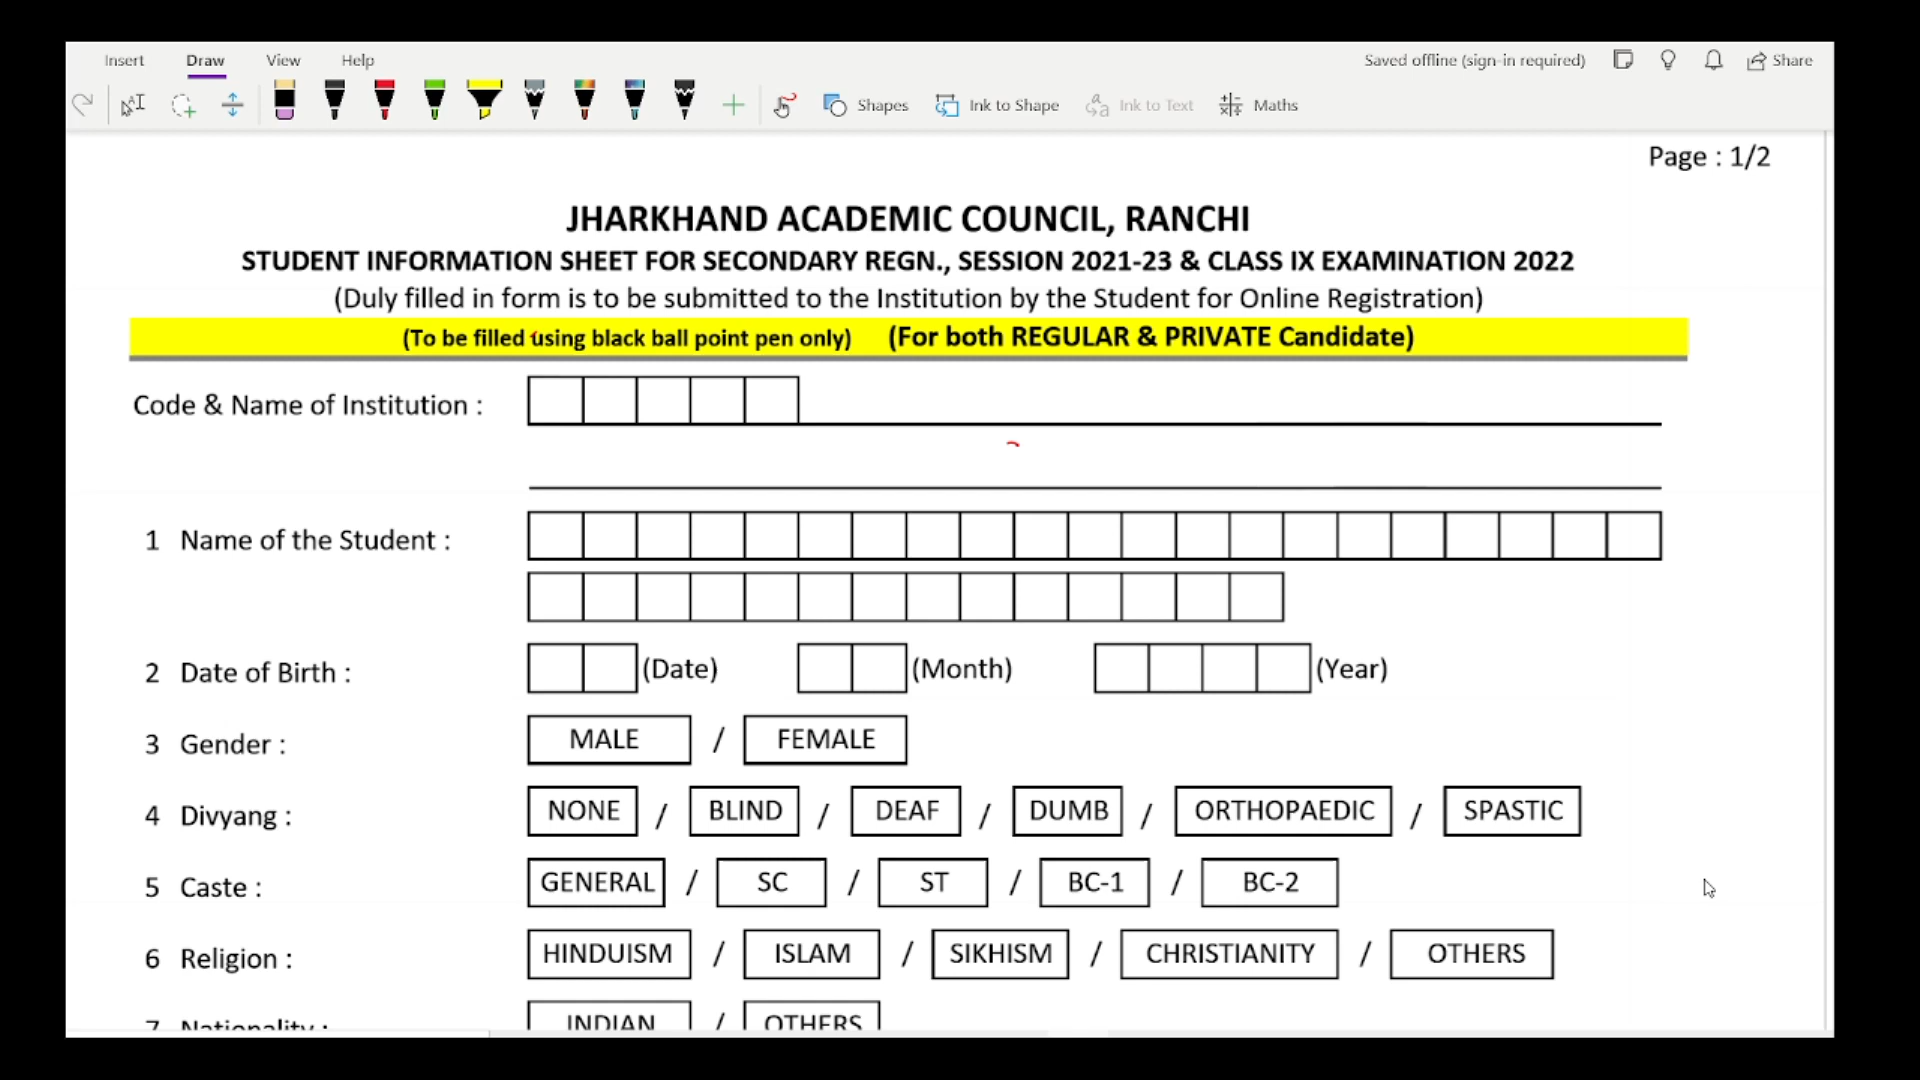 Insert Draw View Help Saved offline (sign-in required) Share
Shapes Ink to Shape Ink to Text Maths
Page : 1/2
JHARKHAND ACADEMIC COUNCIL, RANCHI
STUDENT INFORMATION SHEET FOR SECONDARY REGN., SESSION 2021-23 & CLASS IX EXAMINATION 2022
(Duly filled in form is to be submitted to the Institution by the Student for Online Registration)
(To be filled using black ball point pen only) (For both REGULAR & PRIVATE Candidate)
Code & Name of Institution :
1 Name of the Student :
2 Date of Birth : (Date) (Month) (Year)
3 Gender : MALE / FEMALE
4 Divyang : NONE / BLIND / DEAF / DUMB / ORTHOPAEDIC / SPASTIC
5 Caste : GENERAL / SC / ST / BC-1 / BC-2
6 Religion : HINDUISM / ISLAM / SIKHISM / CHRISTIANITY / OTHERS
7 Nationality : INDIAN / OTHERS